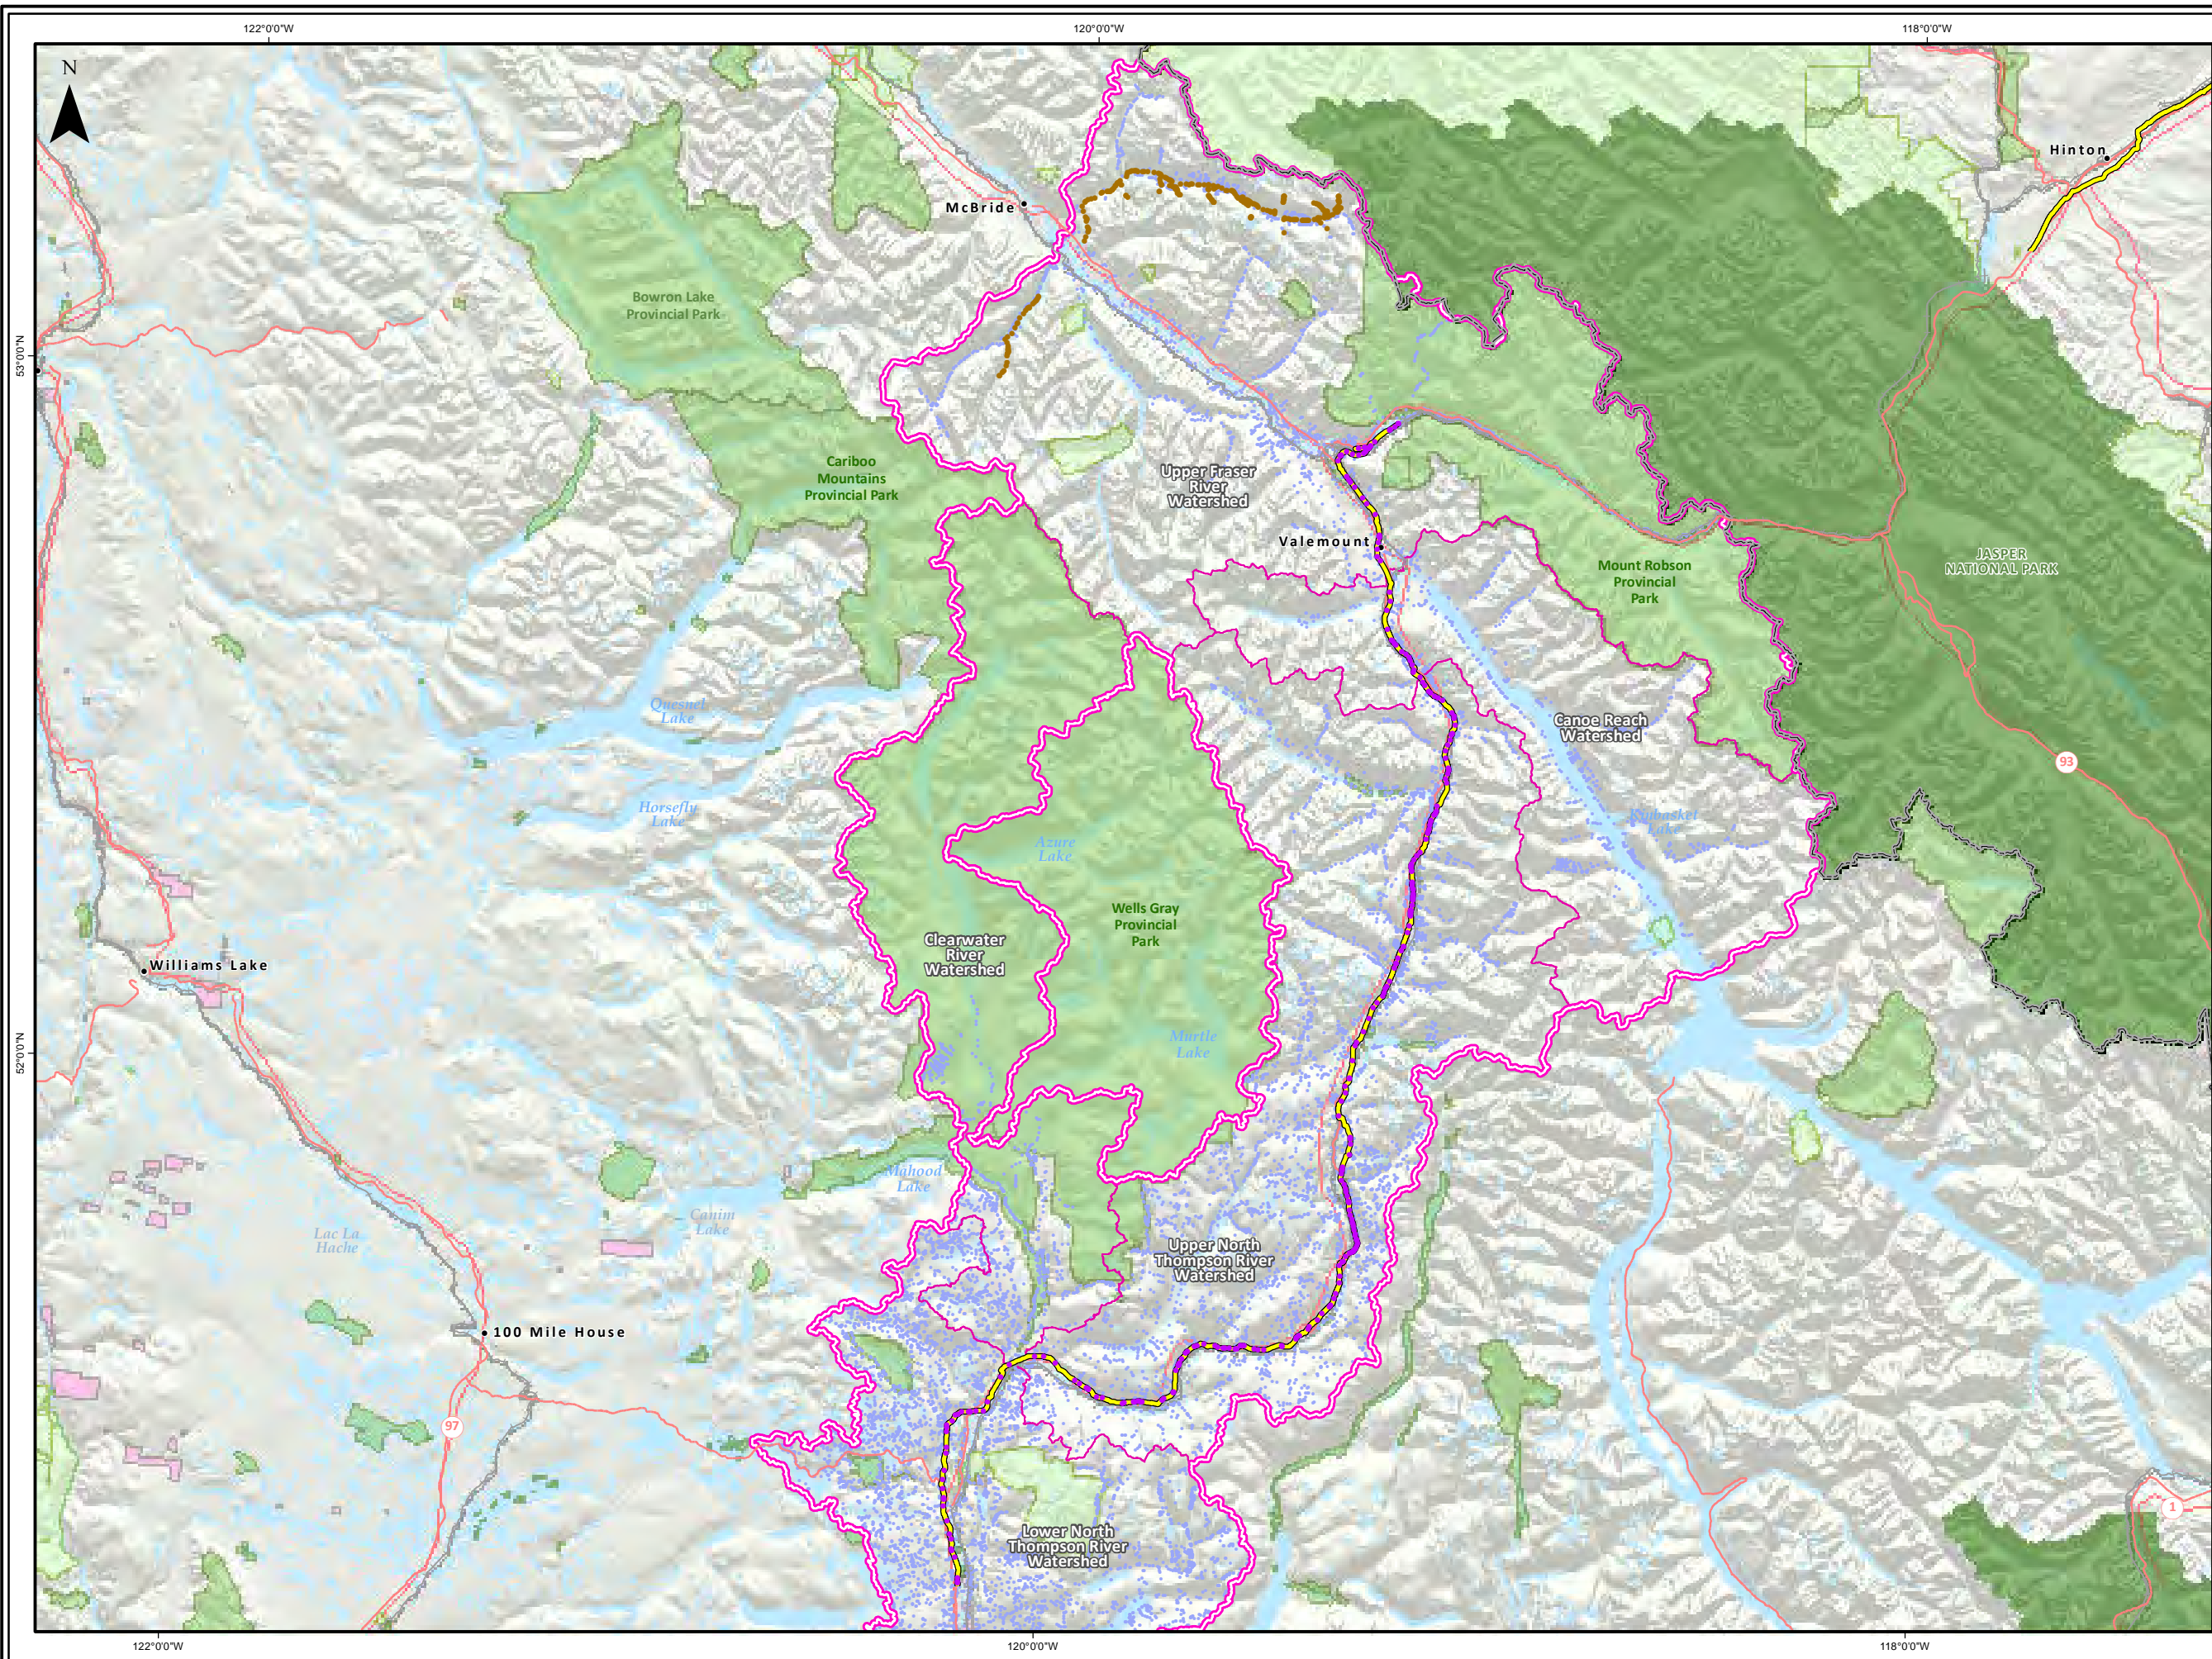 122°0'0"W
120°0'0"W
118°0'0"W
N
Hinton
McBride
Bowron Lake
Provincial Park
53°0'0"N
Cariboo
Mountains
Provincial Park
Upper Fraser
River
Watershed
Valemount
Mount Robson
Provincial
Park
JASPER
NATIONAL PARK
Quesnel
Lake
Canoe Reach
Watershed
93
Horsefly
Lake
Kinbasket
Lake
Azure
Lake
Wells Gray
Provincial
Park
Clearwater
River
Watershed
Williams Lake
52°0'0"N
Murtle
Lake
Mahood
Lake
Canim
Lake
Lac La
Hache
Upper North
Thompson River
Watershed
100 Mile House
97
1
Lower North
Thompson River
Watershed
122°0'0"W
120°0'0"W
118°0'0"W